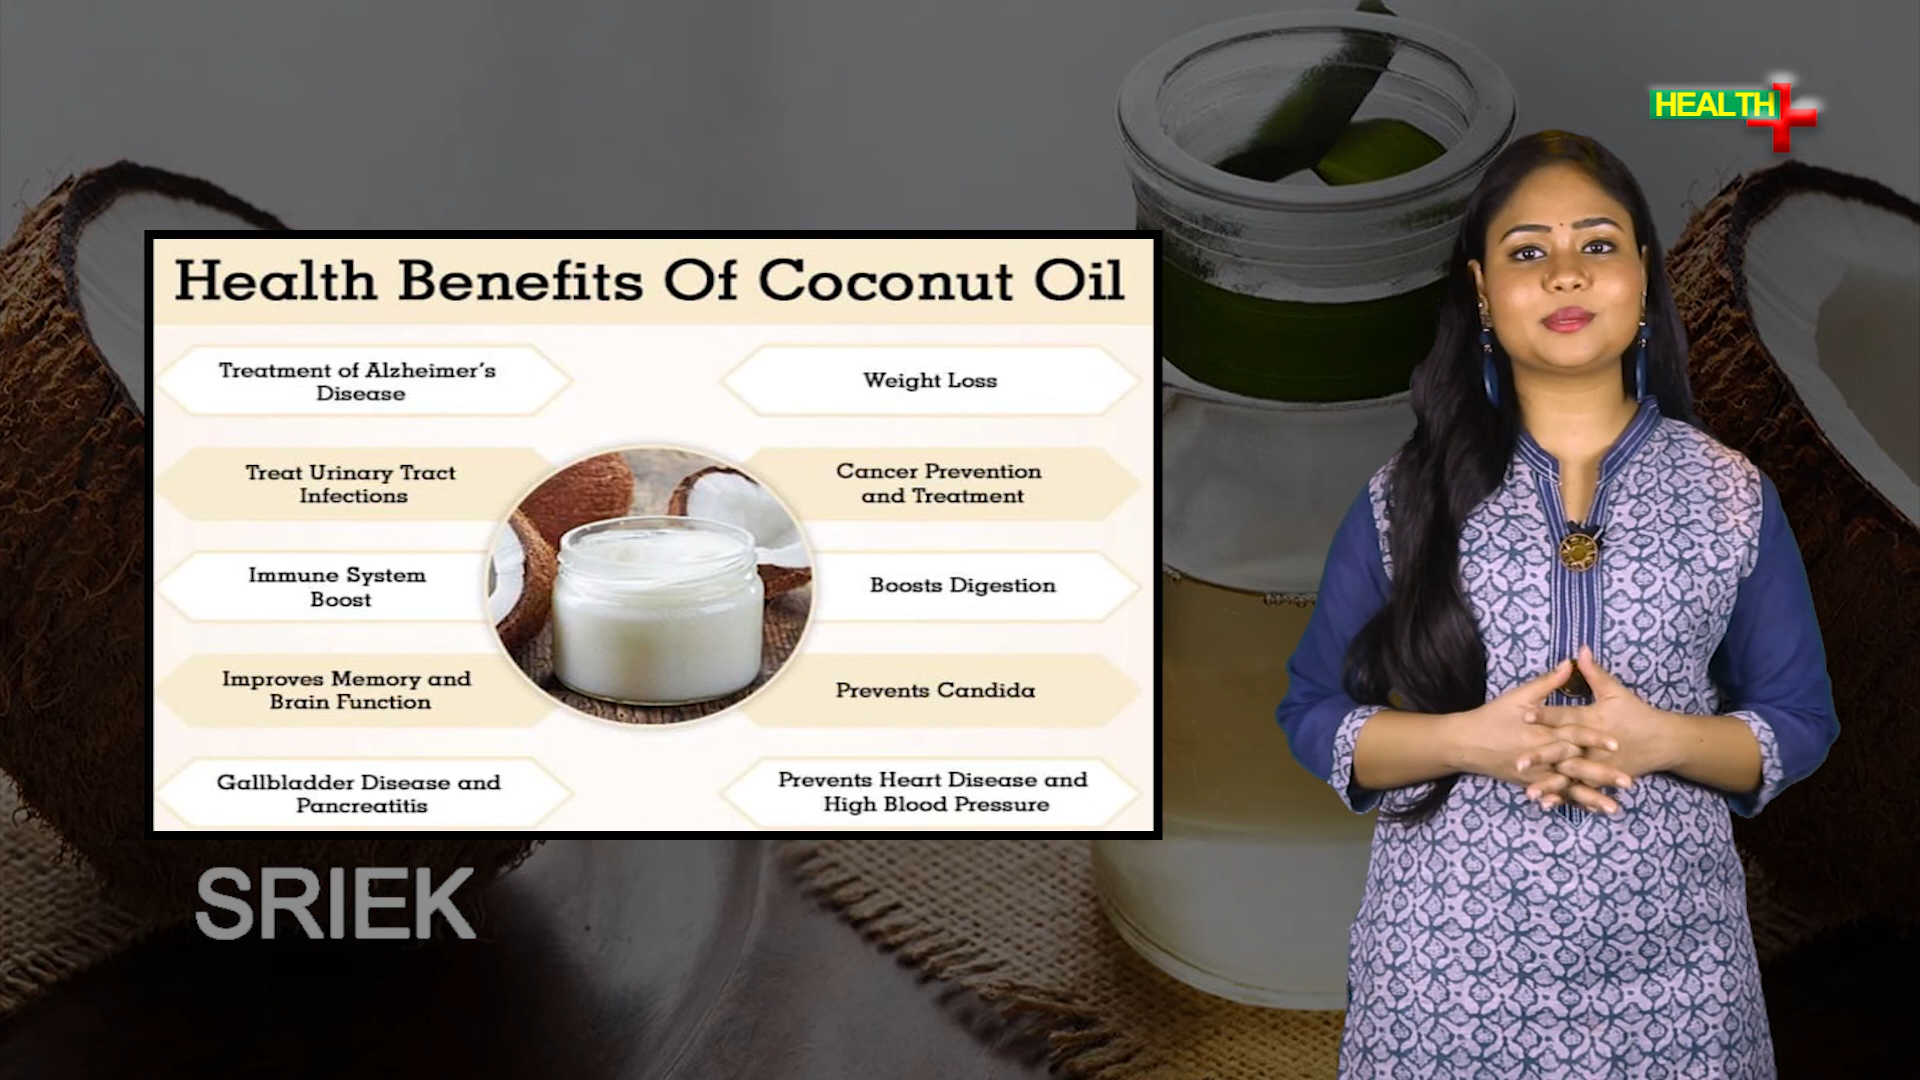 HEALTH
Health Benefits Of Coconut Oil
Treatment of Alzheimer's
Disease
Weight Loss
Treat Urinary Tract
Infections
Cancer Prevention
and Treatment
Immune System
Boost
Boosts Digestion
Improves Memory and
Brain Function
Prevents Candida
Gallbladder Disease and
Pancreatitis
Prevents Heart Disease and
High Blood Pressure
SRIEK